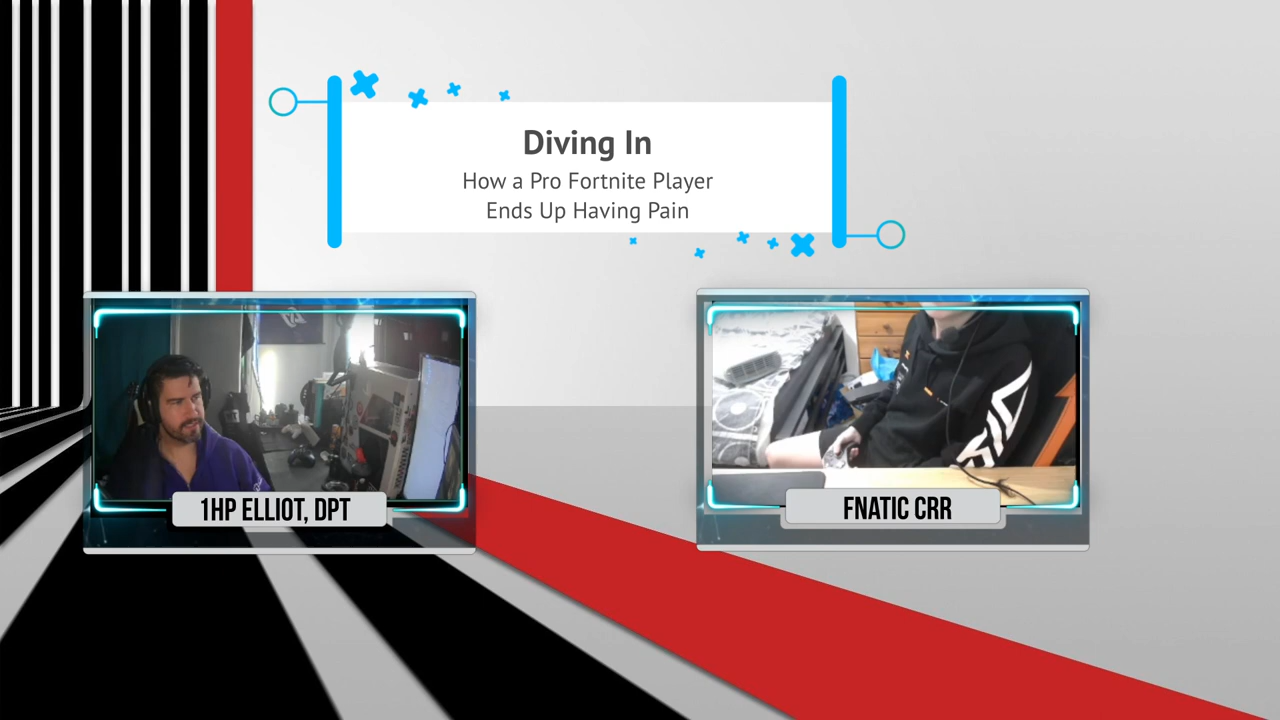 Diving In
How a Pro Fortnite Player
Ends Up Having Pain
1HP ELLIOT, DPT
FNATIC CRR